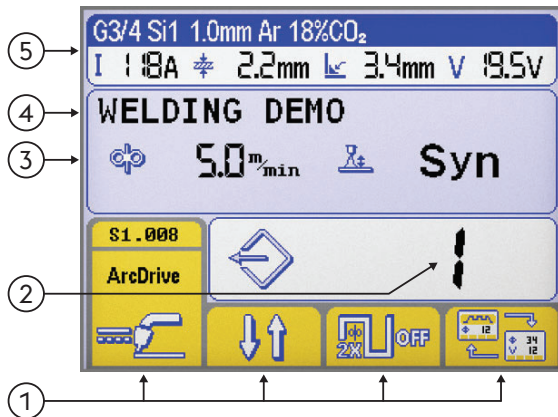 G3/4 Si1 1.0mm Ar 18%CO₂
I 118A 2.2mm 3.4mm V 19.5V
WELDING DEMO
5.0 m/min Syn
S1.008
ArcDrive
1
2X OFF
12 34
V 12
5
4
3
2
1